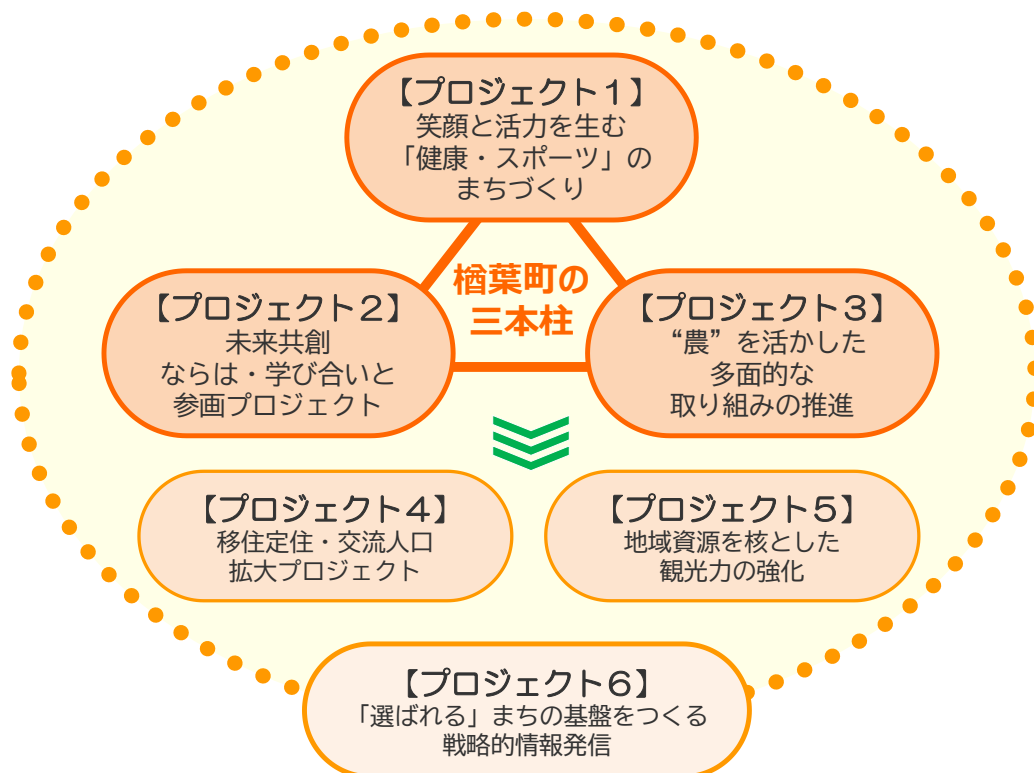 【プロジェクト１】
笑顔と活力を生む
「健康・スポーツ」の
まちづくり
楢葉町の
三本柱
【プロジェクト２】
未来共創
ならは・学び合いと
参画プロジェクト
【プロジェクト３】
“農”を活かした
多面的な
取り組みの推進
【プロジェクト４】
移住定住・交流人口
拡大プロジェクト
【プロジェクト５】
地域資源を核とした
観光力の強化
【プロジェクト６】
「選ばれる」まちの基盤をつくる
戦略的情報発信